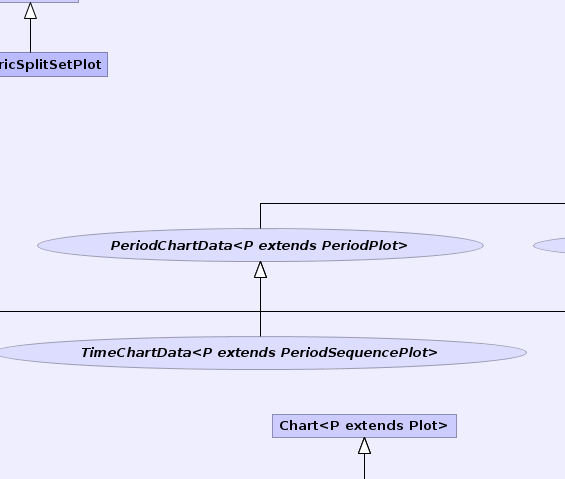 ricSplitSetPlot
PeriodChartData<P extends PeriodPlot>
TimeChartData<P extends PeriodSequencePlot>
Chart<P extends Plot>